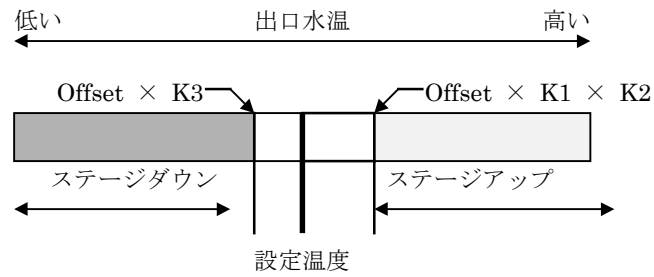 低い 出口水温 高い
Offset × K3 Offset × K1 × K2
ステージダウン ステージアップ
設定温度